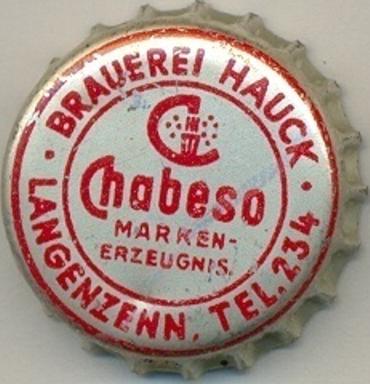 BRAUEREI HAUCK
Chabeso
MARKEN-
ERZEUGNIS.
LANGENZENN, TEL. 234